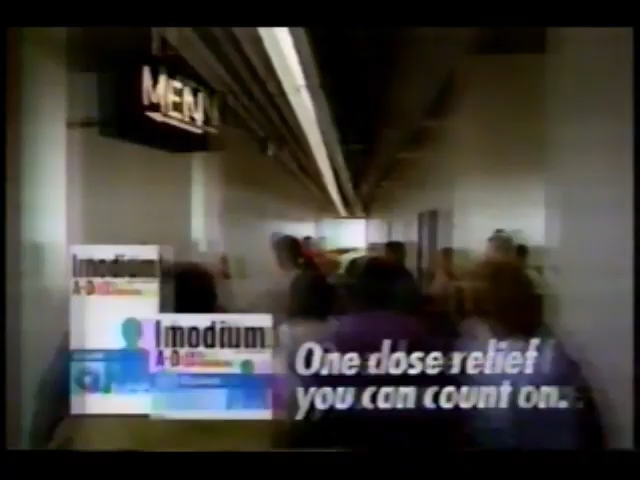 MEN
Imodium
A-D
Imodium
A-D
One dose relief
you can count on.